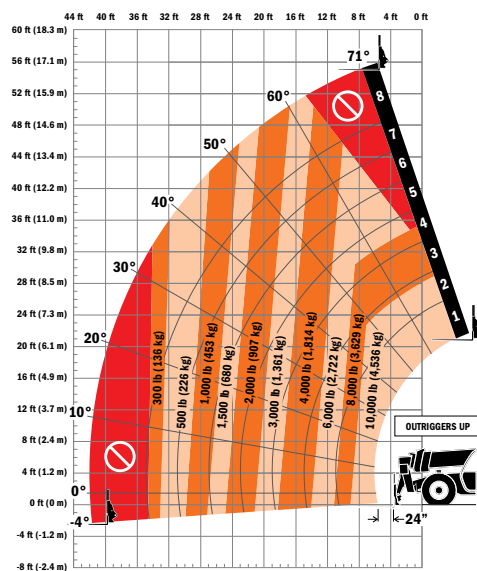 44 ft 40 ft 36 ft 32 ft 28 ft 24 ft 20 ft 16 ft 12 ft 8 ft 4 ft 0 ft
60 ft (18.3 m)
56 ft (17.1 m)
52 ft (15.9 m)
48 ft (14.6 m)
44 ft (13.4 m)
40 ft (12.2 m)
36 ft (11.0 m)
32 ft (9.8 m)
28 ft (8.5 m)
24 ft (7.3 m)
20 ft (6.1 m)
16 ft (4.9 m)
12 ft (3.7 m)
8 ft (2.4 m)
4 ft (1.2 m)
0 ft (0 m)
-4 ft (-1.2 m)
-8 ft (-2.4 m)
71°
60°
50°
40°
30°
20°
10°
0°
-4°
8
7
6
5
4
3
2
1
300 lb (136 kg)
500 lb (226 kg)
1,000 lb (453 kg)
1,500 lb (680 kg)
2,000 lb (907 kg)
3,000 lb (1,361 kg)
4,000 lb (1,814 kg)
6,000 lb (2,722 kg)
8,000 lb (3,629 kg)
10,000 lb (4,536 kg)
OUTRIGGERS UP
24”